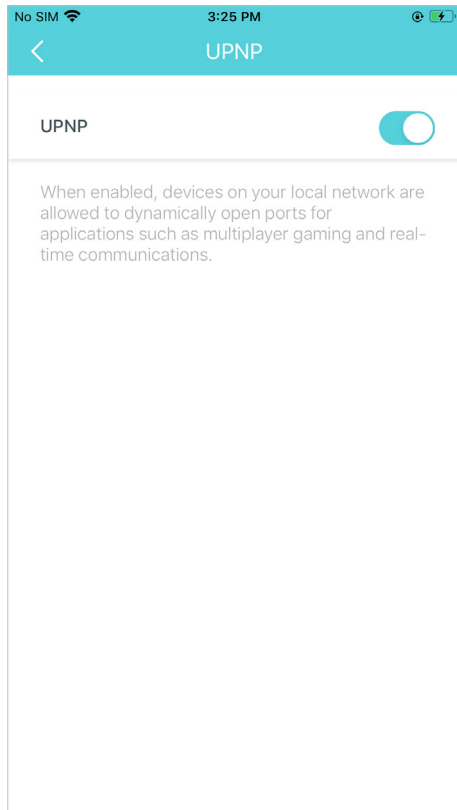 No SIM
3:25 PM
UPNP
UPNP
When enabled, devices on your local network are
allowed to dynamically open ports for
applications such as multiplayer gaming and real-
time communications.